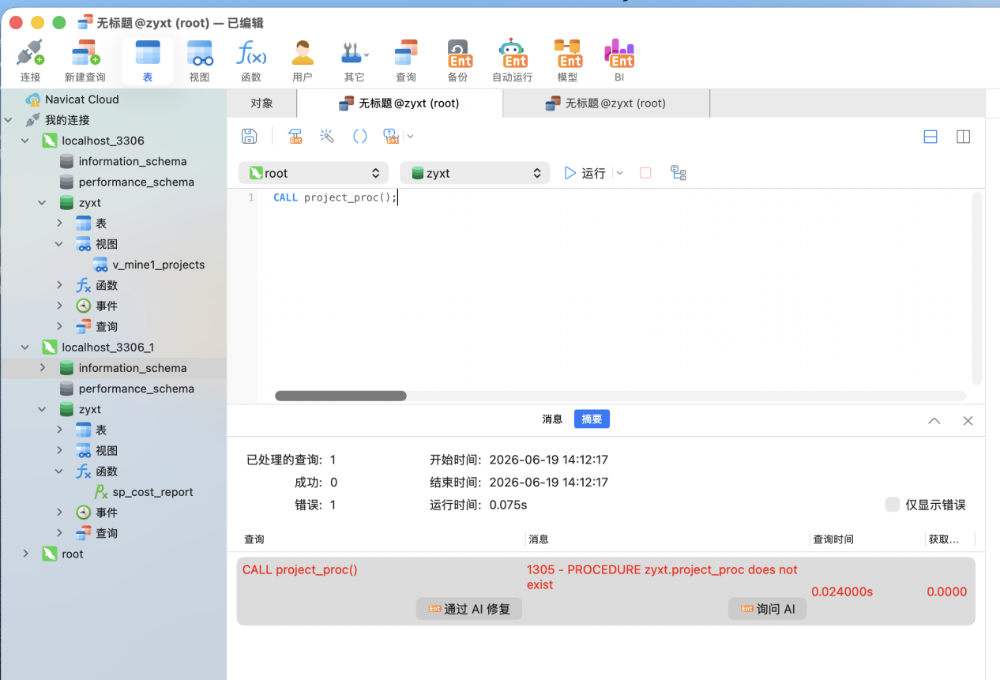 无标题@zyxt (root) — 已编辑
连接 新建查询 表 视图 函数 用户 其它 查询 备份 自动运行 模型 BI
Ent Ent Ent Ent
Navicat Cloud
我的连接
localhost_3306
information_schema
performance_schema
zyxt
表
视图
v_mine1_projects
函数
事件
查询
localhost_3306_1
information_schema
performance_schema
zyxt
表
视图
函数
sp_cost_report
事件
查询
root
对象 无标题@zyxt (root) 无标题@zyxt (root)
Ent Ent
root zyxt 运行
1 CALL project_proc();
消息 摘要
已处理的查询: 1 开始时间: 2026-06-19 14:12:17
成功: 0 结束时间: 2026-06-19 14:12:17
错误: 1 运行时间: 0.075s 仅显示错误
查询 消息 查询时间 获取...
CALL project_proc() 1305 - PROCEDURE zyxt.project_proc does not
exist 0.024000s 0.0000
Ent 通过 AI 修复 Ent 询问 AI